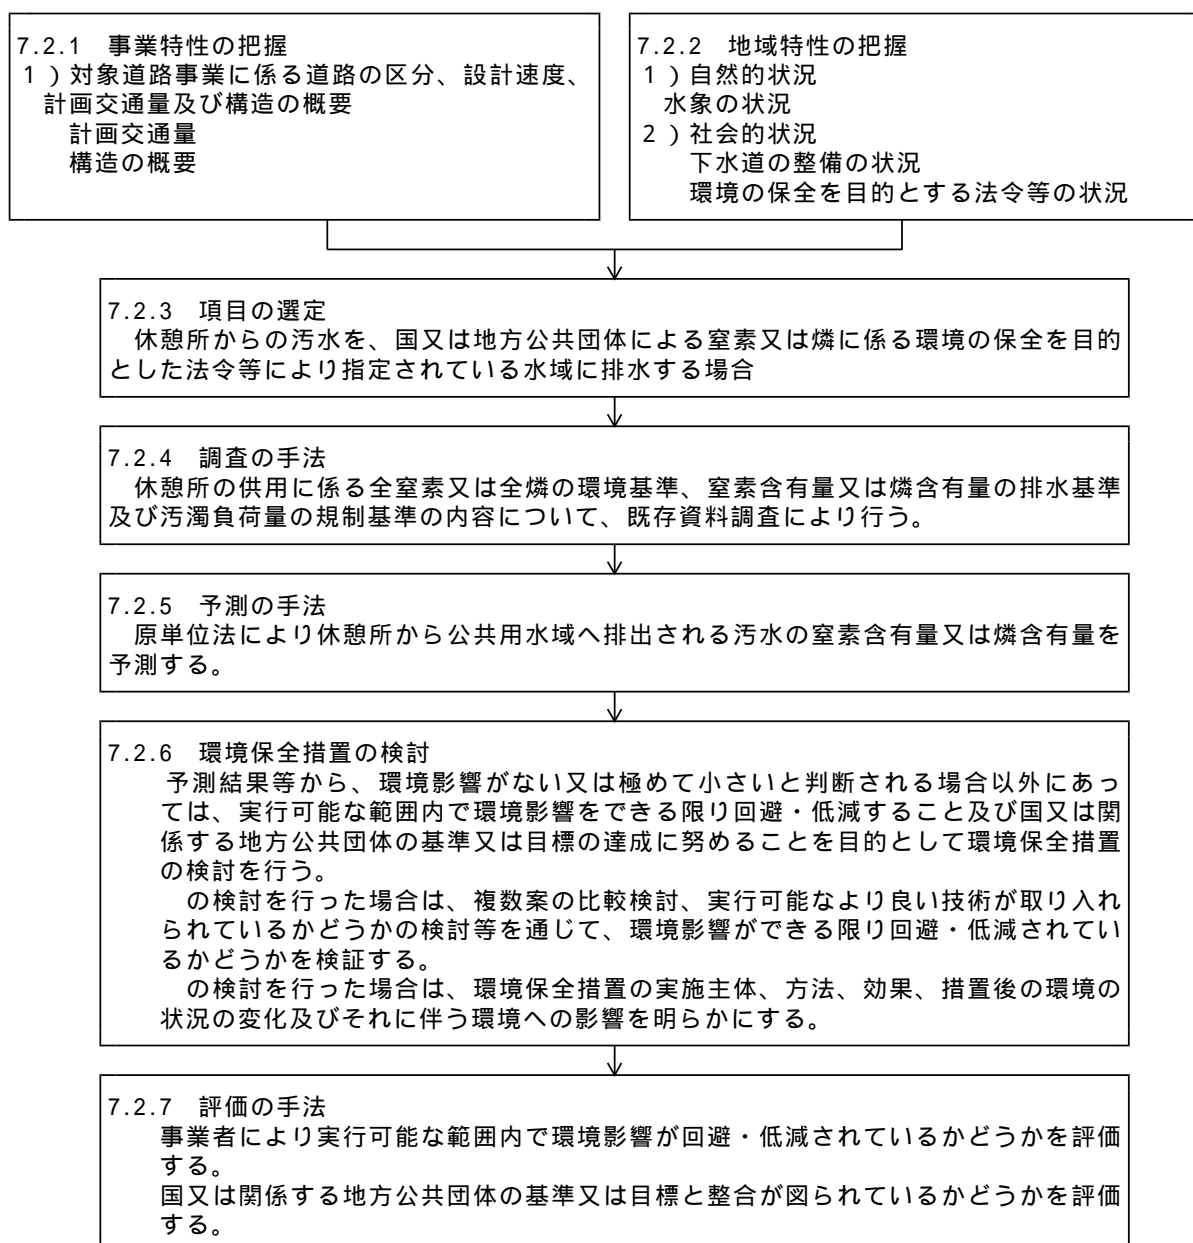 7.2.1 事業特性の把握
1)対象道路事業に係る道路の区分、設計速度、
計画交通量及び構造の概要
計画交通量
構造の概要
7.2.2 地域特性の把握
1)自然的状況
水象の状況
2)社会的状況
下水道の整備の状況
環境の保全を目的とする法令等の状況
7.2.3 項目の選定
休憩所からの汚水を、国又は地方公共団体による窒素又は燐に係る環境の保全を目的
とした法令等により指定されている水域に排水する場合
7.2.4 調査の手法
休憩所の供用に係る全窒素又は全燐の環境基準、窒素含有量又は燐含有量の排水基準
及び汚濁負荷量の規制基準の内容について、既存資料調査により行う。
7.2.5 予測の手法
原単位法により休憩所から公共用水域へ排出される汚水の窒素含有量又は燐含有量を
予測する。
7.2.6 環境保全措置の検討
予測結果等から、環境影響がない又は極めて小さいと判断される場合以外にあっ
ては、実行可能な範囲内で環境影響をできる限り回避・低減すること及び国又は関
係する地方公共団体の基準又は目標の達成に努めることを目的として環境保全措置
の検討を行う。
の検討を行った場合は、複数案の比較検討、実行可能なより良い技術が取り入れ
られているかどうかの検討等を通じて、環境影響ができる限り回避・低減されてい
るかどうかを検証する。
の検討を行った場合は、環境保全措置の実施主体、方法、効果、措置後の環境の
状況の変化及びそれに伴う環境への影響を明らかにする。
7.2.7 評価の手法
事業者により実行可能な範囲内で環境影響が回避・低減されているかどうかを評価
する。
国又は関係する地方公共団体の基準又は目標と整合が図られているかどうかを評価
する。